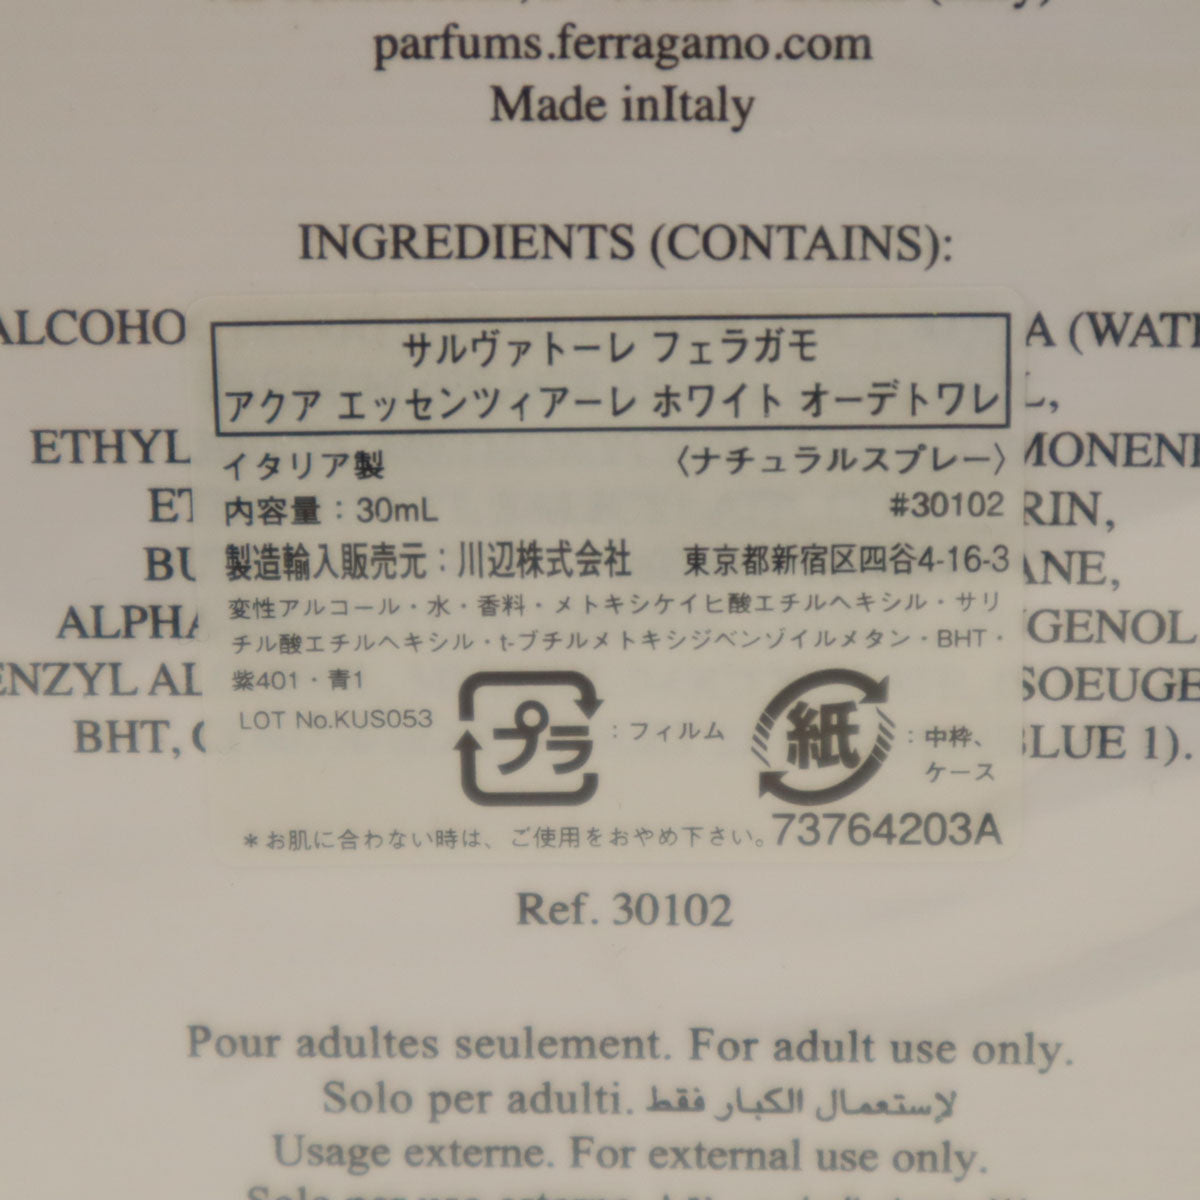 parfums.ferragamo.com
Made inItaly
INGREDIENTS (CONTAINS):
サルヴァトーレ フェラガモ
アクア エッセンツィアーレ ホワイト オーデトワレ
イタリア製 〈ナチュラルスプレー〉
内容量：30mL #30102
製造輸入販売元：川辺株式会社 東京都新宿区四谷4-16-3
変性アルコール・水・香料・メトキシケイヒ酸エチルヘキシル・サリ
チル酸エチルヘキシル・t-ブチルメトキシジベンゾイルメタン・BHT・
紫401・青1
LOT No.KUS053
プラ ：フィルム 紙 ：中枠、
ケース
＊お肌に合わない時は、ご使用をおやめ下さい。 73764203A
ALCOHO A (WATE
L,
ETHYL MONENE
ET RIN,
BU ANE,
ALPHA GENOL
ENZYL AL SOEUGE
BHT, BLUE 1).
Ref. 30102
Pour adultes seulement. For adult use only.
Solo per adulti. لإستعمال الكبار فقط
Usage externe. For external use only.